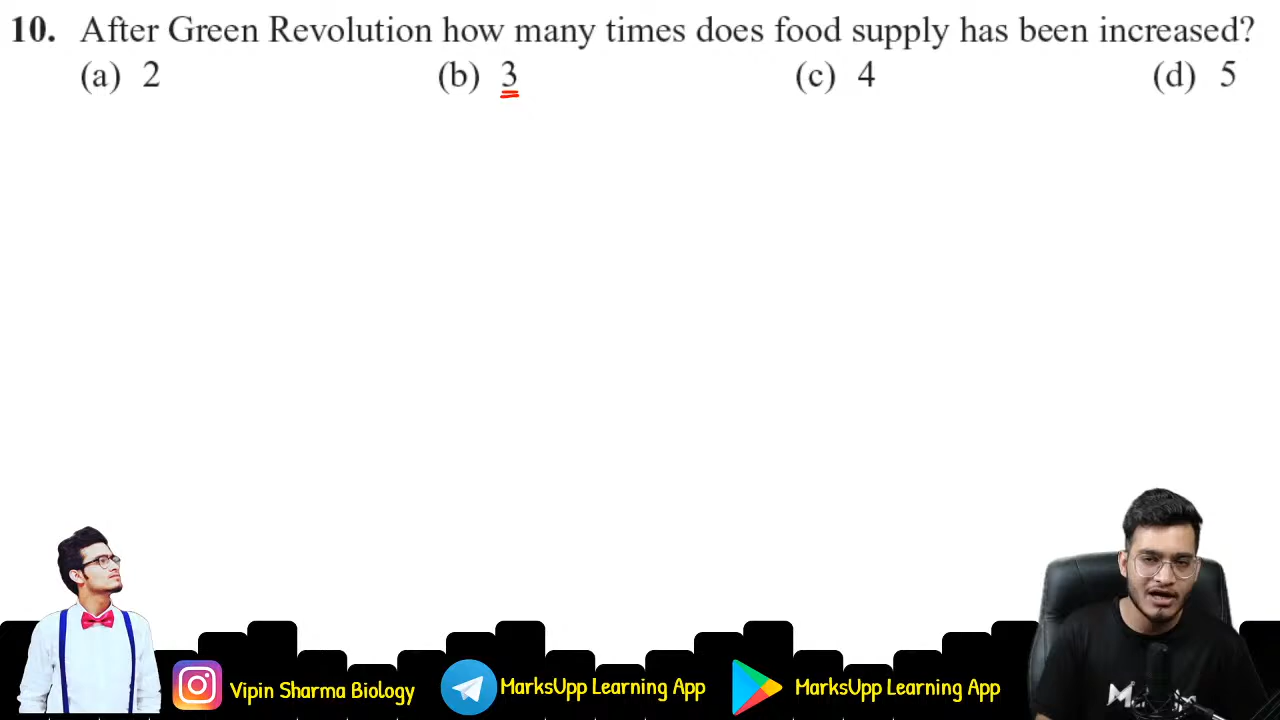 10. After Green Revolution how many times does food supply has been increased?
(a) 2 (b) 3 (c) 4 (d) 5
Vipin Sharma Biology MarksUpp Learning App MarksUpp Learning App